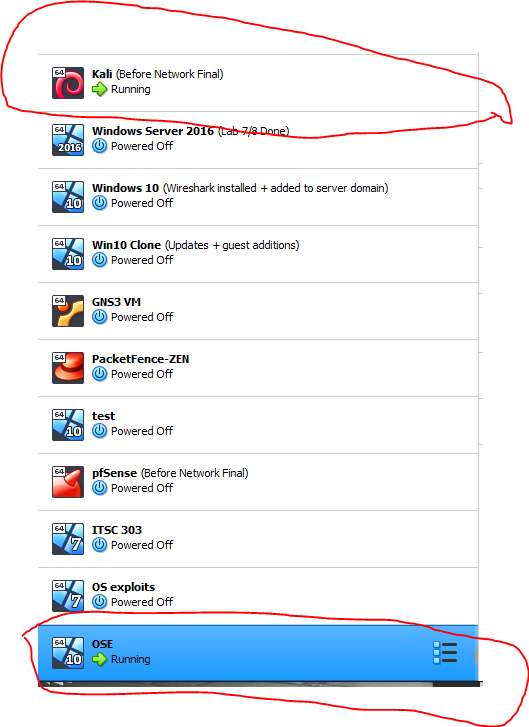 64
Kali (Before Network Final)
Running
64
2016
Windows Server 2016 (Lab 7/8 Done)
Powered Off
64
10
Windows 10 (Wireshark installed + added to server domain)
Powered Off
64
10
Win10 Clone (Updates + guest additions)
Powered Off
64
GNS3 VM
Powered Off
64
PacketFence-ZEN
Powered Off
64
10
test
Powered Off
64
pfSense (Before Network Final)
Powered Off
64
7
ITSC 303
Powered Off
64
7
OS exploits
Powered Off
64
10
OSE
Running